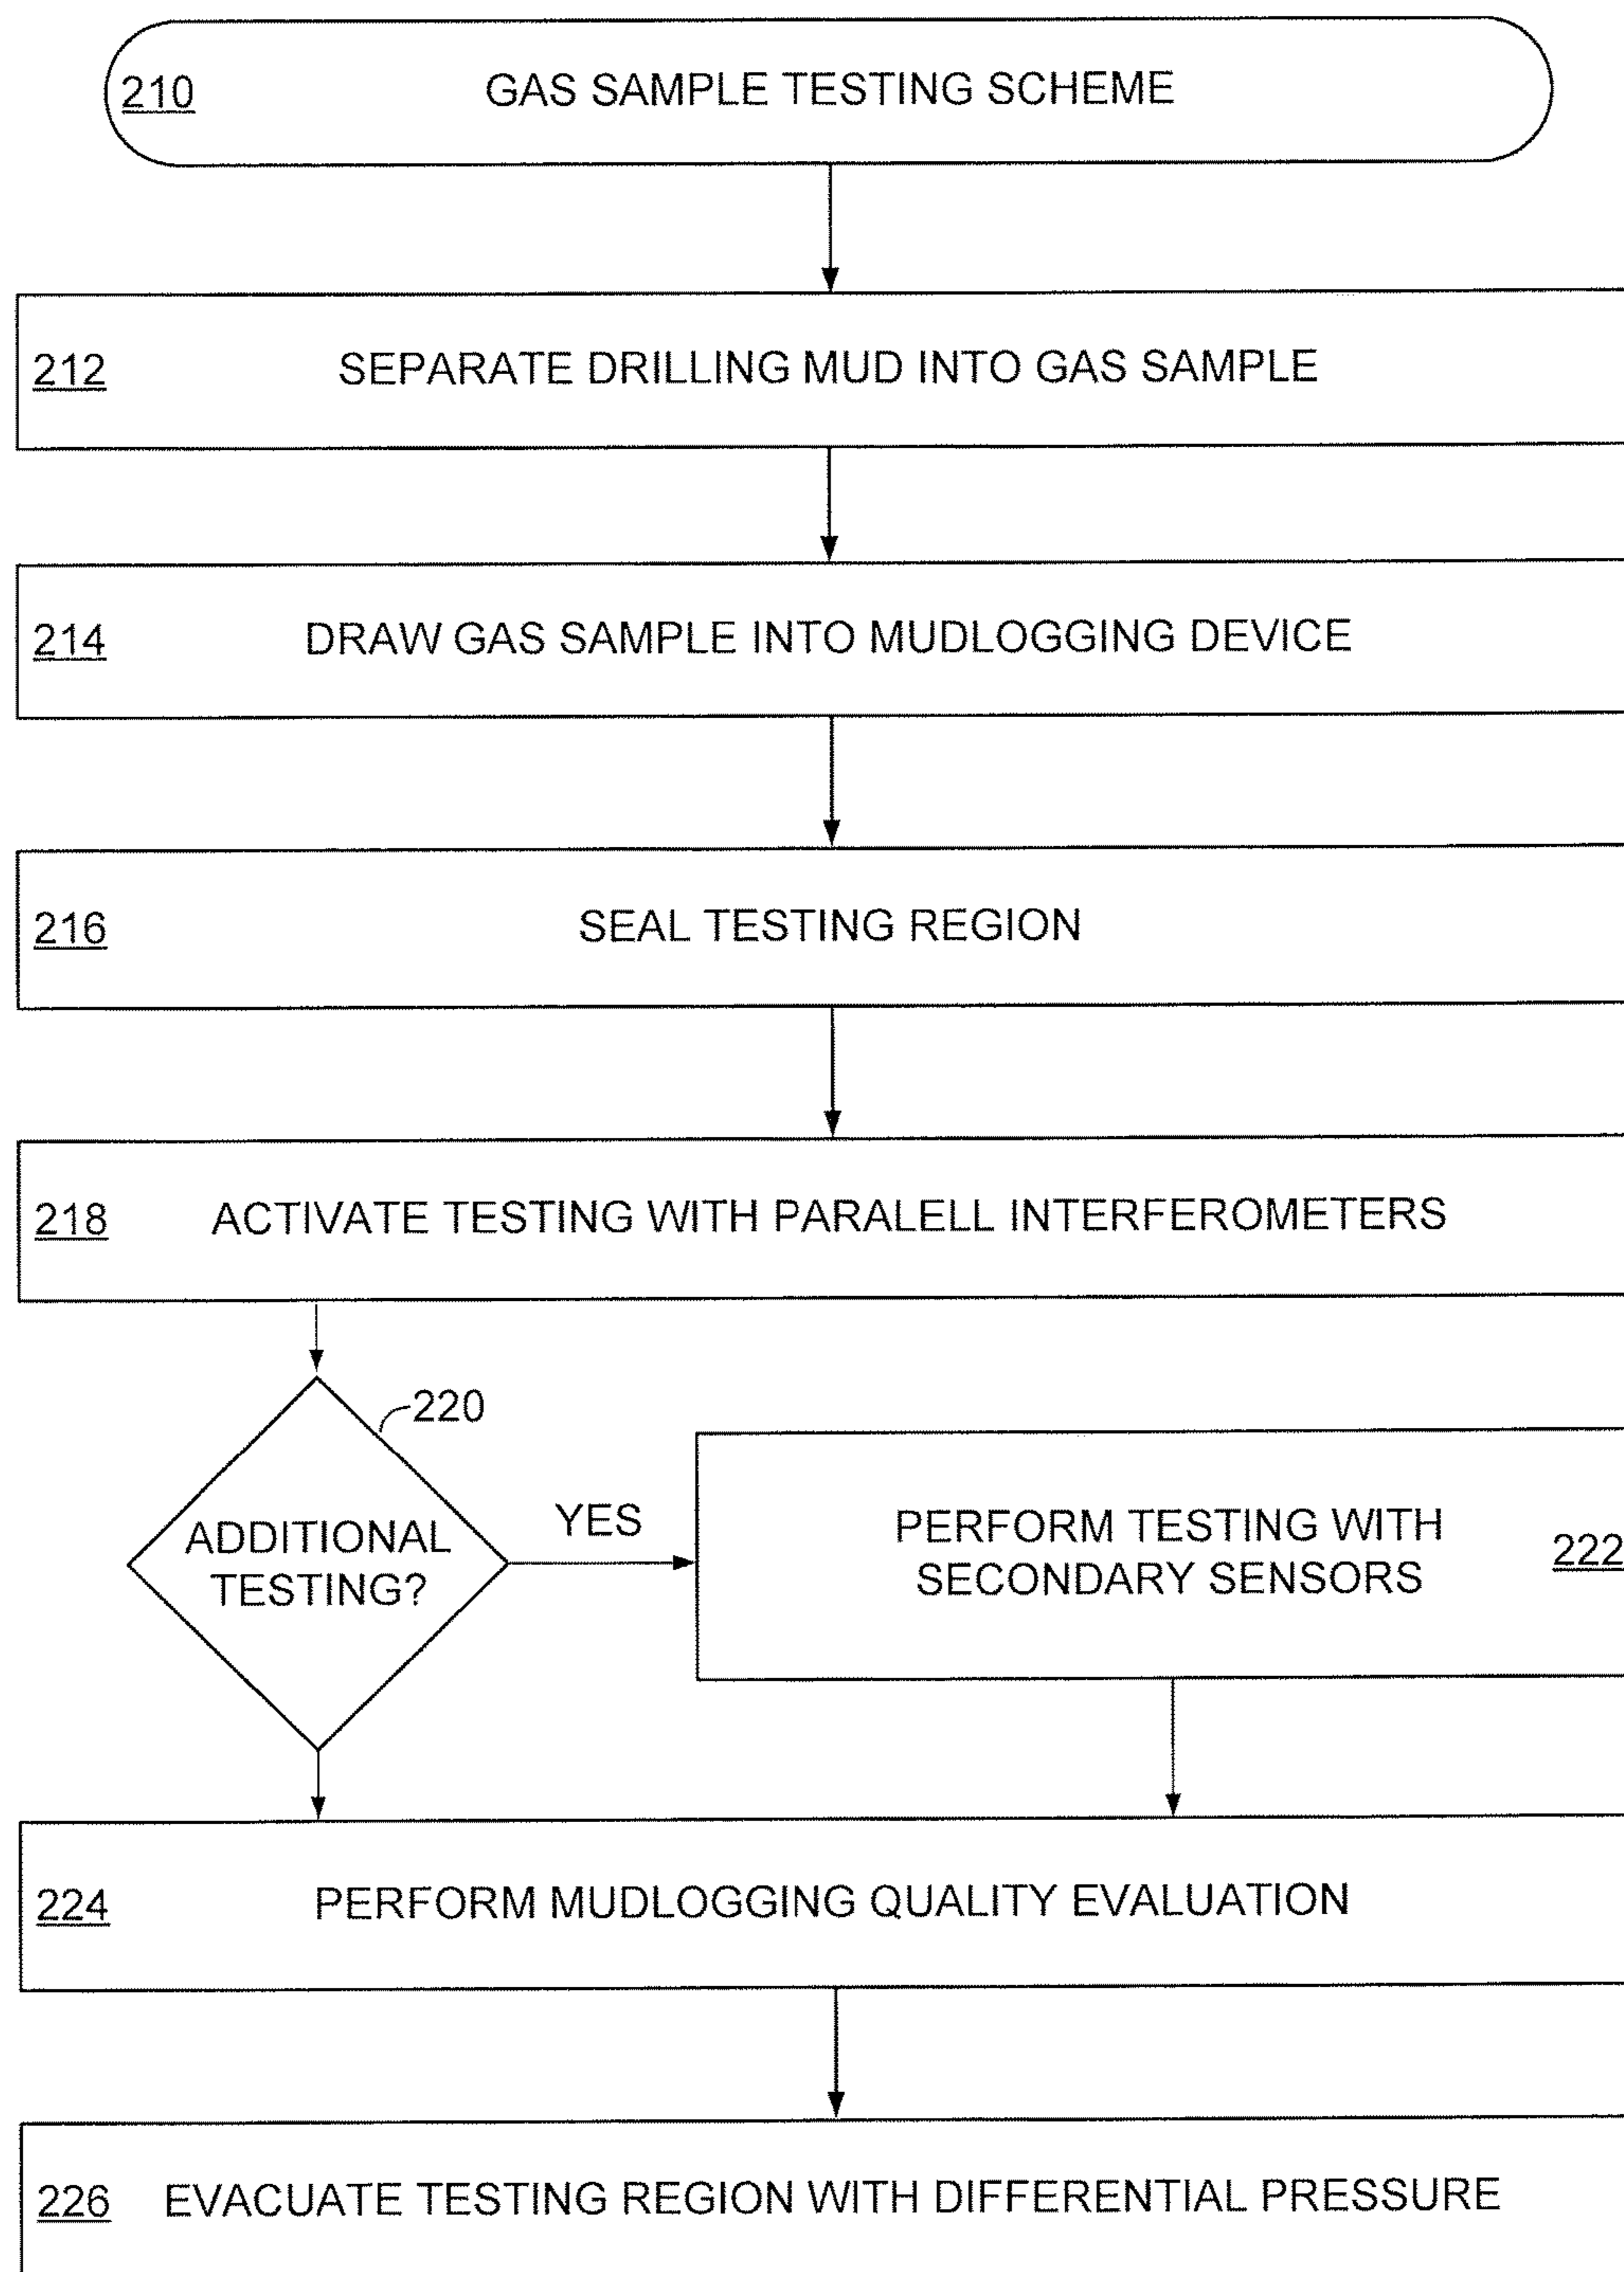 210 GAS SAMPLE TESTING SCHEME
212 SEPARATE DRILLING MUD INTO GAS SAMPLE
214 DRAW GAS SAMPLE INTO MUDLOGGING DEVICE
216 SEAL TESTING REGION
218 ACTIVATE TESTING WITH PARALELL INTERFEROMETERS
220
ADDITIONAL
TESTING?
YES
PERFORM TESTING WITH
SECONDARY SENSORS
222
224 PERFORM MUDLOGGING QUALITY EVALUATION
226 EVACUATE TESTING REGION WITH DIFFERENTIAL PRESSURE